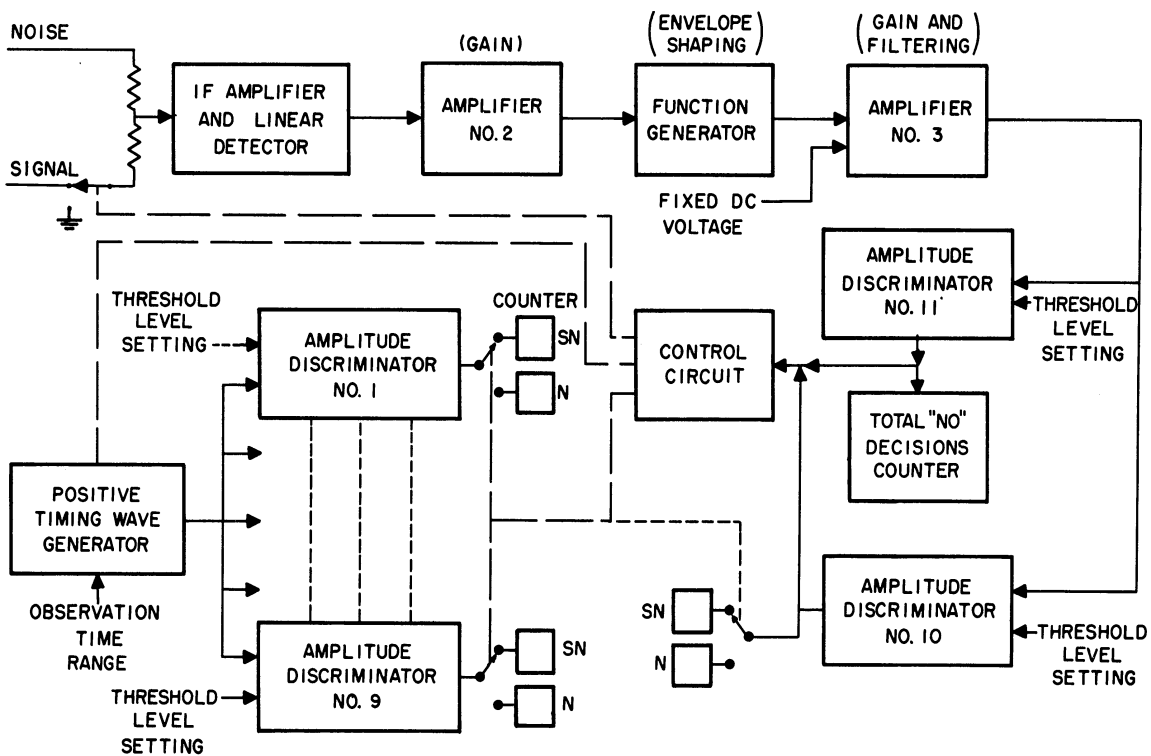 NOISE
SIGNAL
IF AMPLIFIER
AND LINEAR
DETECTOR
(GAIN)
AMPLIFIER
NO. 2
(ENVELOPE
SHAPING)
FUNCTION
GENERATOR
(GAIN AND
FILTERING)
AMPLIFIER
NO. 3
FIXED DC
VOLTAGE
AMPLITUDE
DISCRIMINATOR
NO. 11
THRESHOLD
LEVEL
SETTING
THRESHOLD
LEVEL
SETTING
AMPLITUDE
DISCRIMINATOR
NO. 1
COUNTER
SN
N
CONTROL
CIRCUIT
TOTAL "NO"
DECISIONS
COUNTER
POSITIVE
TIMING WAVE
GENERATOR
OBSERVATION
TIME
RANGE
AMPLITUDE
DISCRIMINATOR
NO. 9
THRESHOLD
LEVEL
SETTING
SN
N
SN
N
AMPLITUDE
DISCRIMINATOR
NO. 10
THRESHOLD
LEVEL
SETTING